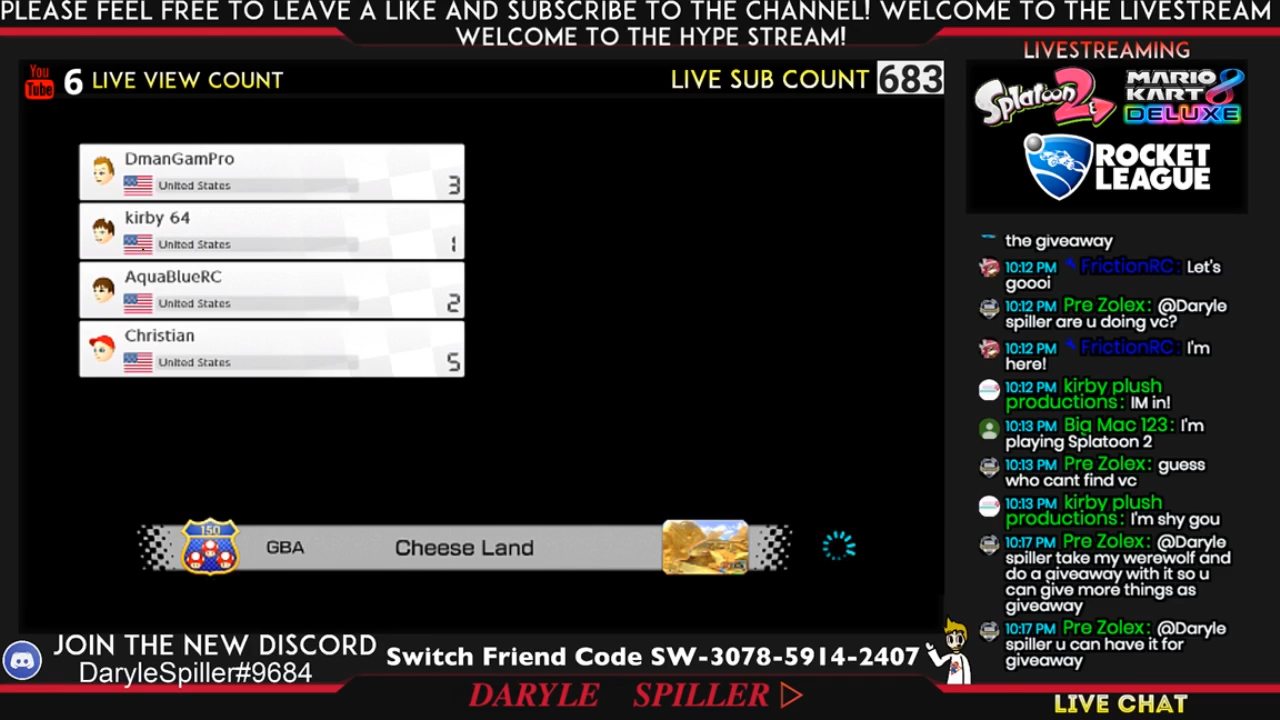 PLEASE FEEL FREE TO LEAVE A LIKE AND SUBSCRIBE TO THE CHANNEL! WELCOME TO THE LIVESTREAM
WELCOME TO THE HYPE STREAM!
You
Tube
6 LIVE VIEW COUNT
LIVE SUB COUNT 683
DmanGamPro
United States
3
kirby 64
United States
1
AquaBlueRC
United States
2
Christian
United States
5
150
GBA
Cheese Land
JOIN THE NEW DISCORD
DaryleSpiller#9684
Switch Friend Code SW-3078-5914-2407
DARYLE SPILLER
LIVESTREAMING
Splatoon 2
MARIO
KART 8
DELUXE
ROCKET
LEAGUE
the giveaway
10:12 PM FrictionRC: Let's
goooi
10:12 PM Pre Zolex: @Daryle
spiller are u doing vc?
10:12 PM FrictionRC: I'm
here!
10:12 PM kirby plush
productions: IM in!
10:13 PM Big Mac 123: I'm
playing Splatoon 2
10:13 PM Pre Zolex: guess
who cant find vc
10:13 PM kirby plush
productions: I'm shy gou
10:17 PM Pre Zolex: @Daryle
spiller take my werewolf and
do a giveaway with it so u
can give more things as
giveaway
10:17 PM Pre Zolex: @Daryle
spiller u can have it for
giveaway
LIVE CHAT